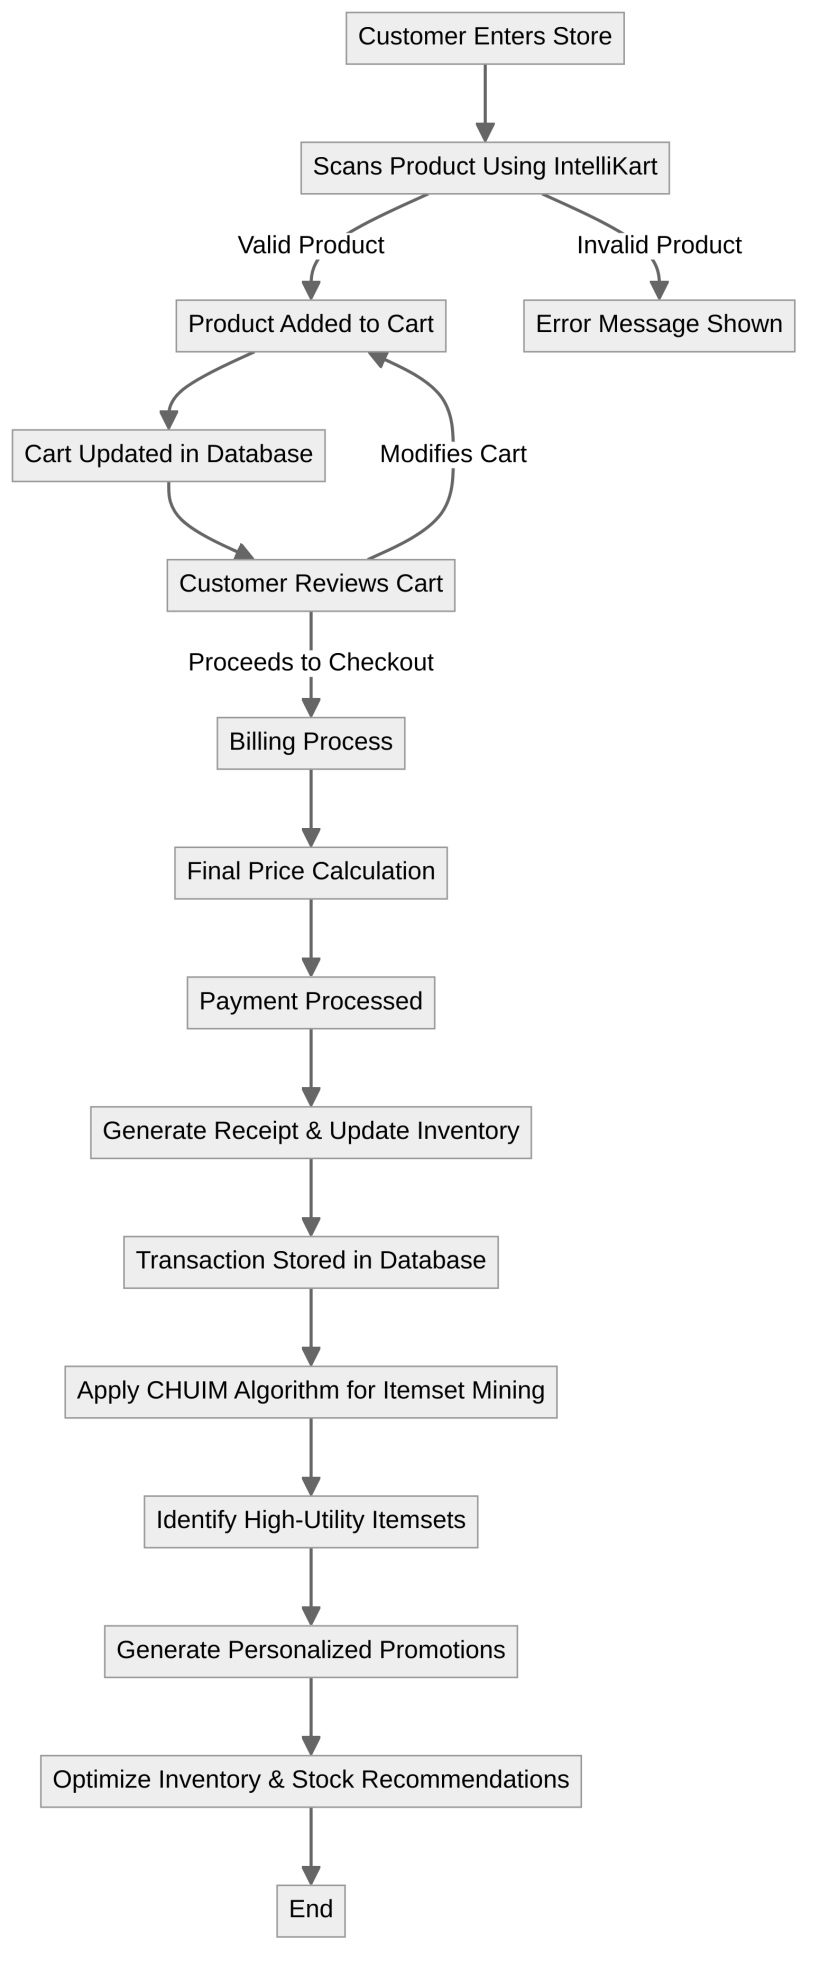 Customer Enters Store
Scans Product Using IntelliKart
Valid Product
Invalid Product
Product Added to Cart
Error Message Shown
Cart Updated in Database
Modifies Cart
Customer Reviews Cart
Proceeds to Checkout
Billing Process
Final Price Calculation
Payment Processed
Generate Receipt & Update Inventory
Transaction Stored in Database
Apply CHUIM Algorithm for Itemset Mining
Identify High-Utility Itemsets
Generate Personalized Promotions
Optimize Inventory & Stock Recommendations
End